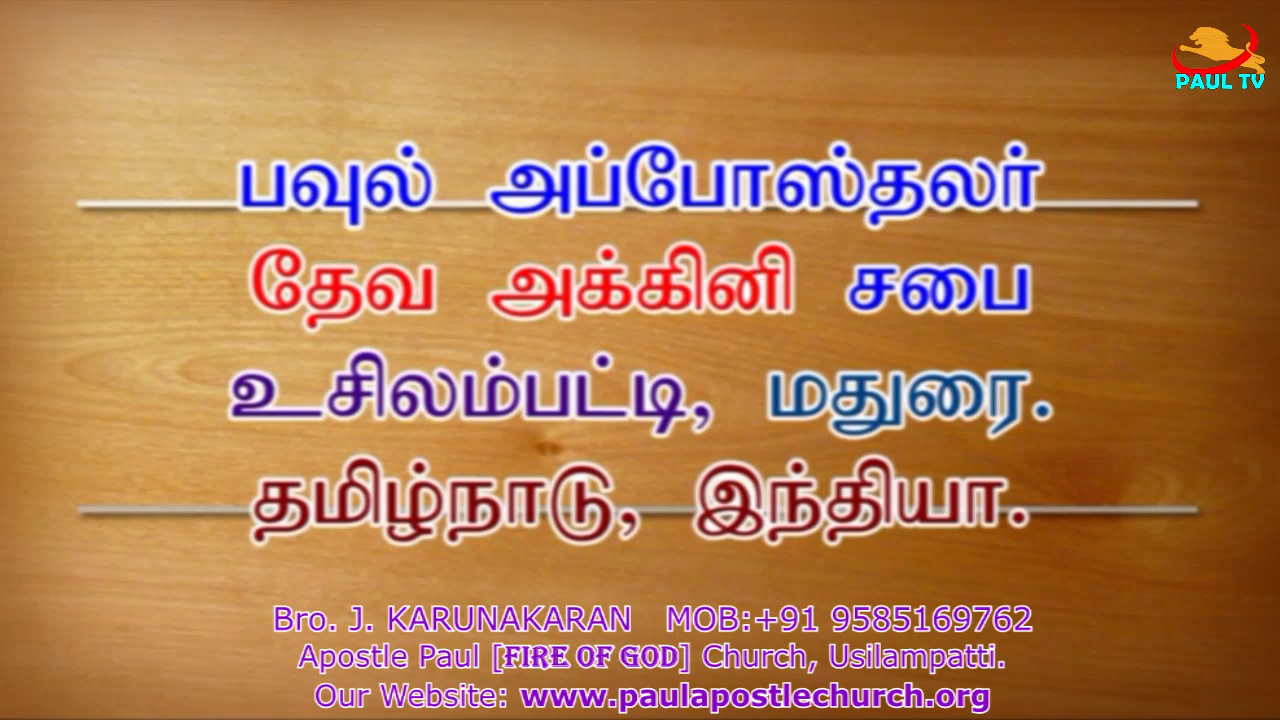 PAUL TV
பவுல் அப்போஸ்தலர்
தேவ அக்கினி சபை
உசிலம்பட்டி, மதுரை.
தமிழ்நாடு, இந்தியா.
Bro. J. KARUNAKARAN MOB:+91 9585169762
Apostle Paul [FIRE OF GOD] Church, Usilampatti.
Our Website: www.paulapostlechurch.org